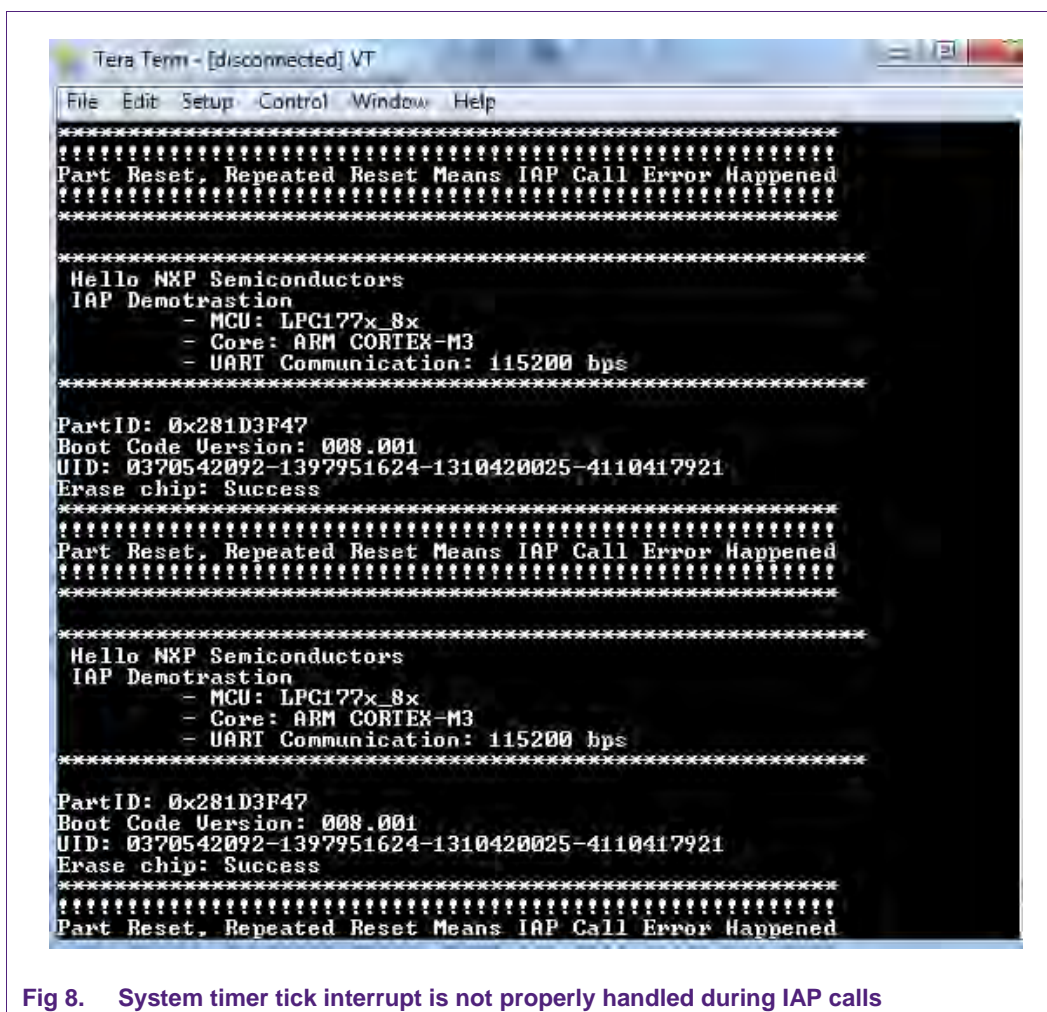 Tera Term - [disconnected] VT
File Edit Setup Control Window Help
************************************************************
!!!!!!!!!!!!!!!!!!!!!!!!!!!!!!!!!!!!!!!!!!!!!!!!!!!!!!!!!!!!
Part Reset, Repeated Reset Means IAP Call Error Happened
!!!!!!!!!!!!!!!!!!!!!!!!!!!!!!!!!!!!!!!!!!!!!!!!!!!!!!!!!!!!
************************************************************
**************************************************************
Hello NXP Semiconductors
IAP Demotrastion
- MCU: LPC177x_8x
- Core: ARM CORTEX-M3
- UART Communication: 115200 bps
**************************************************************
PartID: 0x281D3F47
Boot Code Version: 008.001
UID: 0370542092-1397951624-1310420025-4110417921
Erase chip: Success
************************************************************
!!!!!!!!!!!!!!!!!!!!!!!!!!!!!!!!!!!!!!!!!!!!!!!!!!!!!!!!!!!!
Part Reset, Repeated Reset Means IAP Call Error Happened
!!!!!!!!!!!!!!!!!!!!!!!!!!!!!!!!!!!!!!!!!!!!!!!!!!!!!!!!!!!!
************************************************************
**************************************************************
Hello NXP Semiconductors
IAP Demotrastion
- MCU: LPC177x_8x
- Core: ARM CORTEX-M3
- UART Communication: 115200 bps
**************************************************************
PartID: 0x281D3F47
Boot Code Version: 008.001
UID: 0370542092-1397951624-1310420025-4110417921
Erase chip: Success
************************************************************
!!!!!!!!!!!!!!!!!!!!!!!!!!!!!!!!!!!!!!!!!!!!!!!!!!!!!!!!!!!!
Part Reset, Repeated Reset Means IAP Call Error Happened
Fig 8. System timer tick interrupt is not properly handled during IAP calls